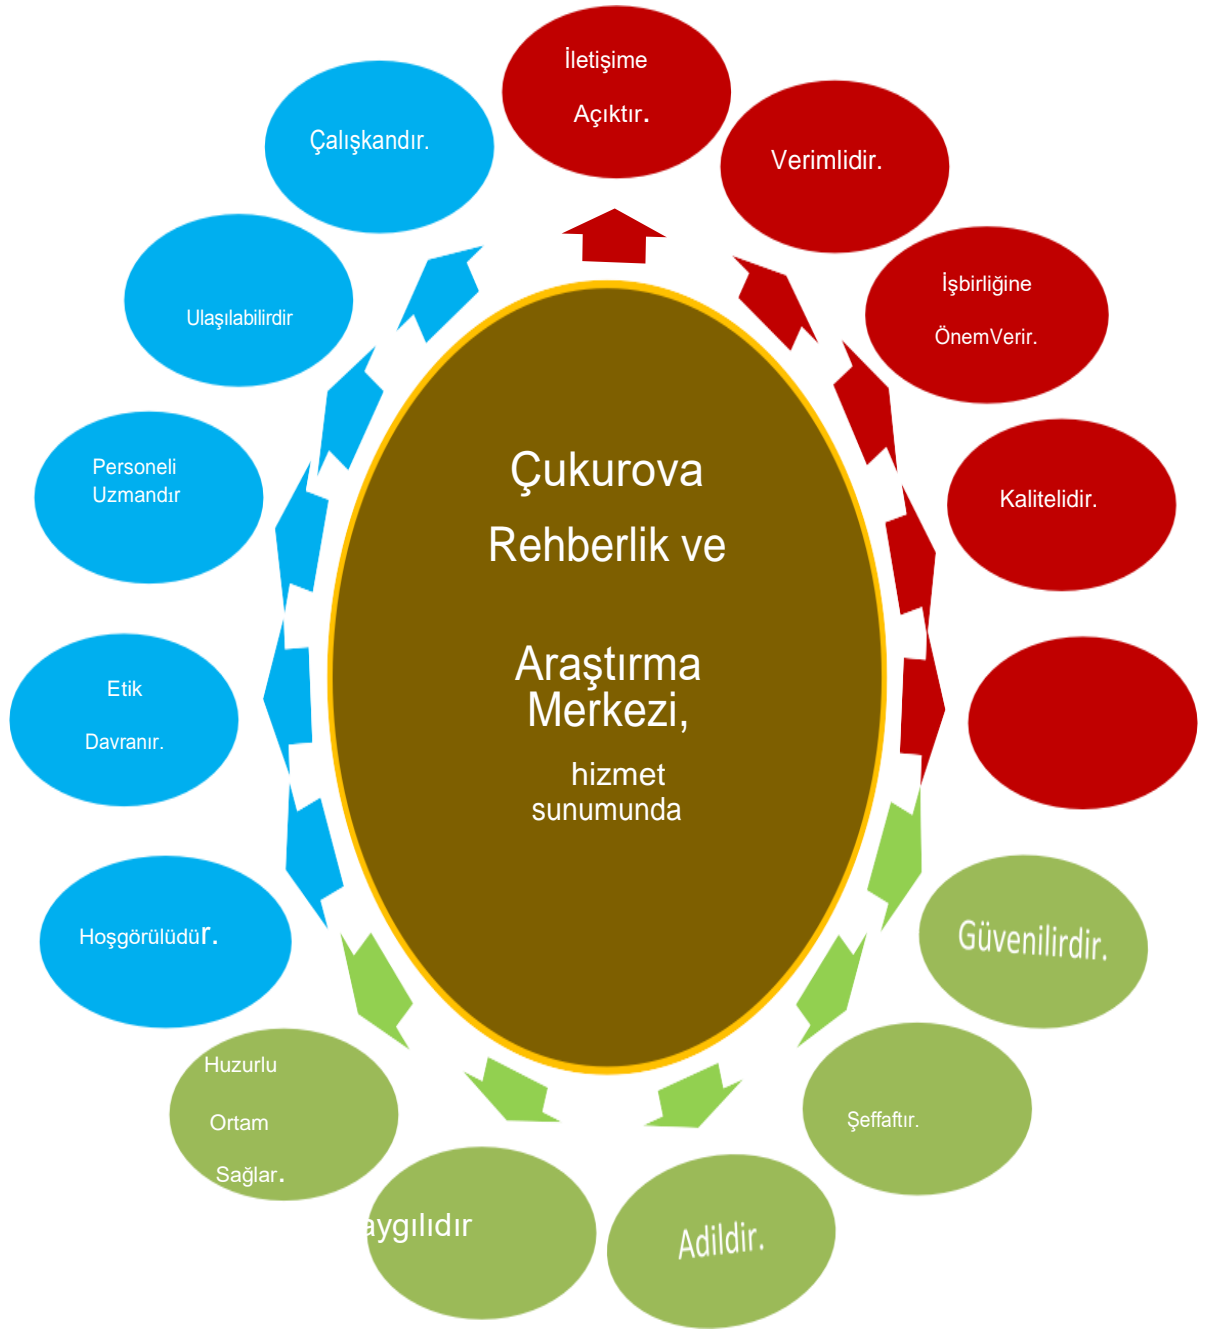 İletişime
Açıktır.
Verimlidir.
İşbirliğine
ÖnemVerir.
Kalitelidir.
Güvenilirdir.
Şeffaftır.
Adildir.
aygılıdır
Huzurlu
Ortam
Sağlar.
Hoşgörülüdür.
Etik
Davranır.
Personeli
Uzmandır
Ulaşılabilirdir
Çalışkandır.
Çukurova
Rehberlik ve
Araştırma
Merkezi,
hizmet
sunumunda